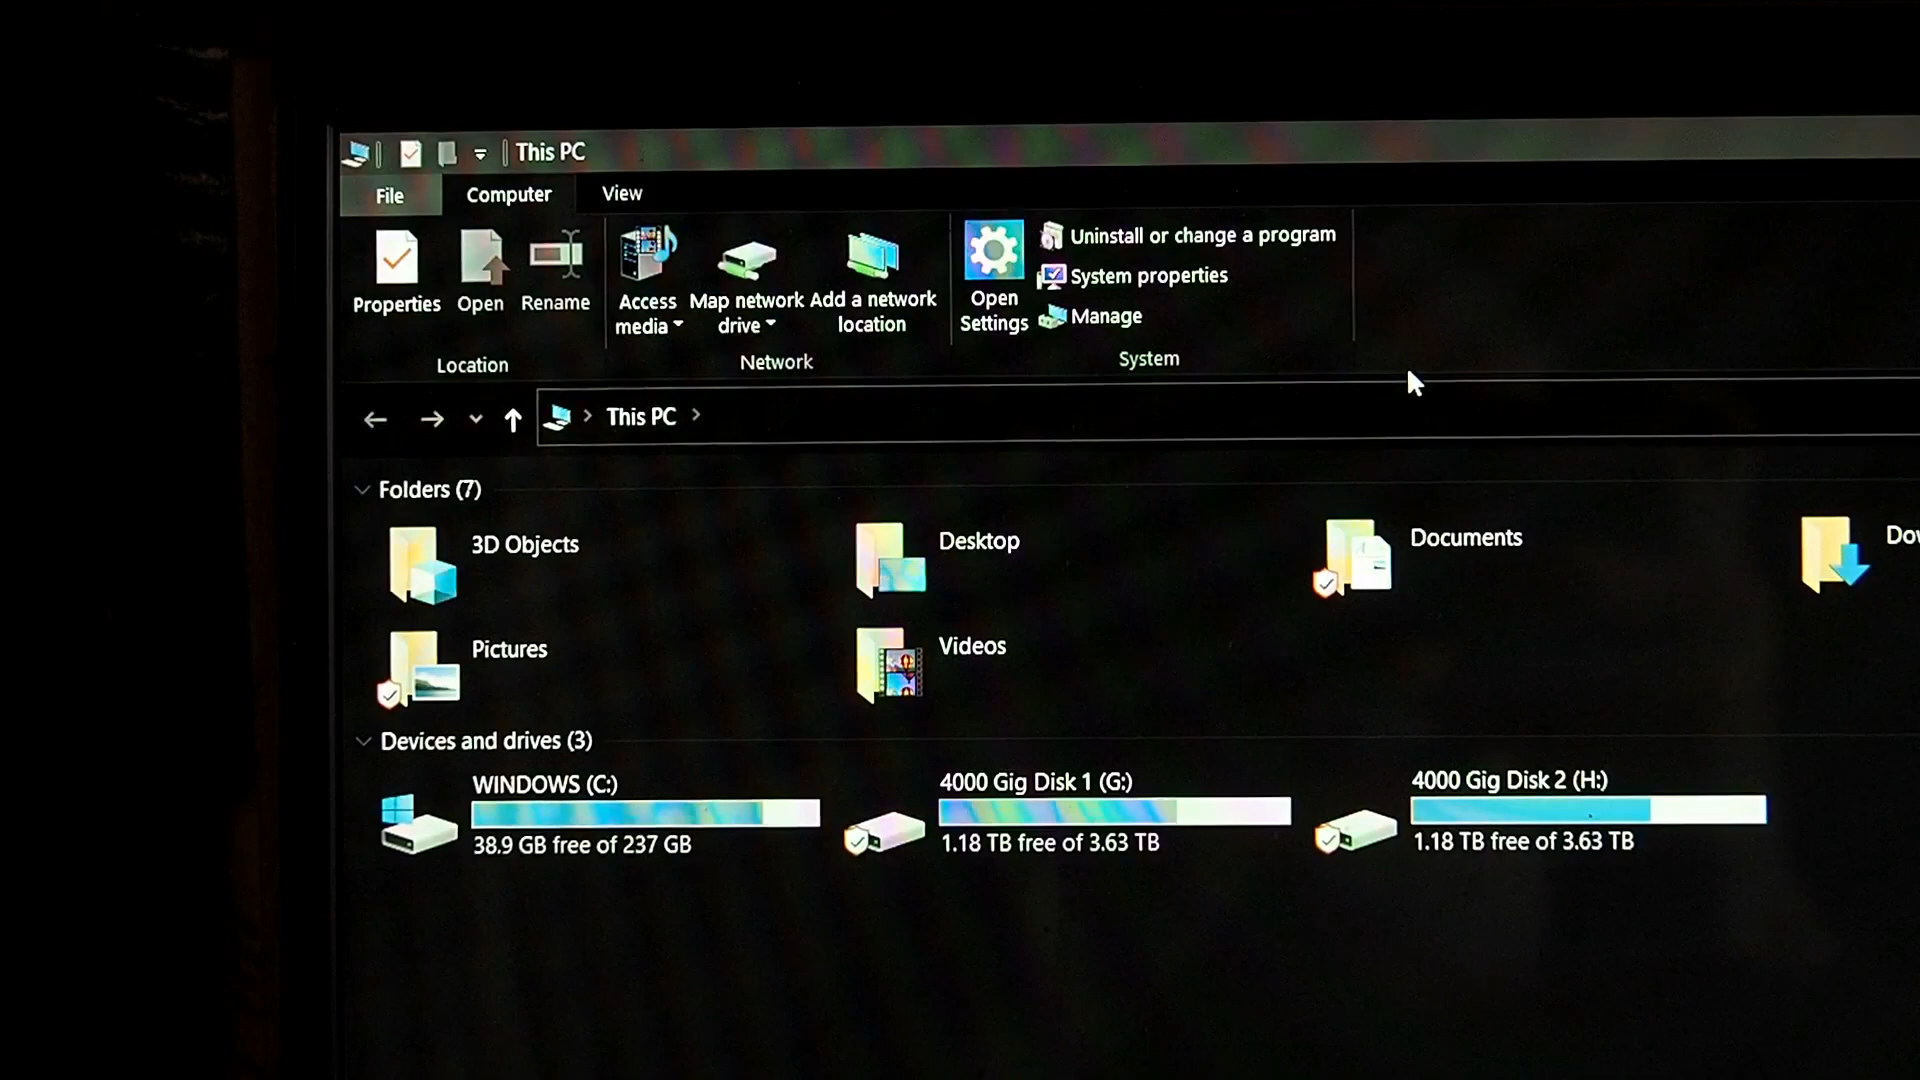 This PC
File
Computer
View
Properties
Open
Rename
Access media
Map network drive
Add a network location
Open Settings
Uninstall or change a program
System properties
Manage
Location
Network
System
This PC
Folders (7)
3D Objects
Desktop
Documents
Dow
Pictures
Videos
Devices and drives (3)
WINDOWS (C:)
38.9 GB free of 237 GB
4000 Gig Disk 1 (G:)
1.18 TB free of 3.63 TB
4000 Gig Disk 2 (H:)
1.18 TB free of 3.63 TB